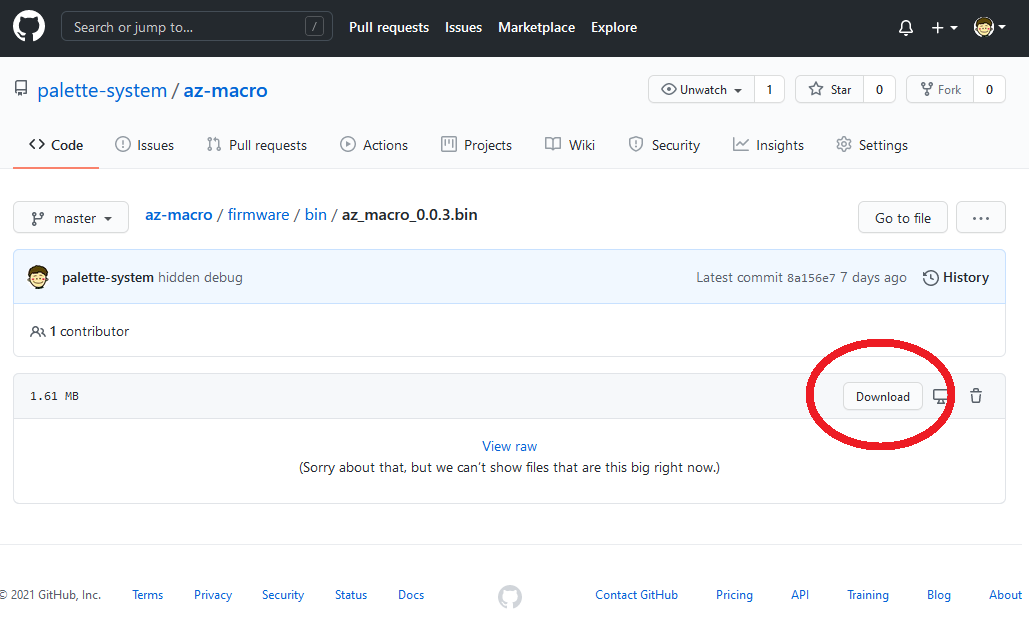 Search or jump to... / Pull requests Issues Marketplace Explore
palette-system / az-macro Unwatch 1 Star 0 Fork 0
Code Issues Pull requests Actions Projects Wiki Security Insights Settings
master az-macro / firmware / bin / az_macro_0.0.3.bin Go to file ...
palette-system hidden debug Latest commit 8a156e7 7 days ago History
1 contributor
1.61 MB Download
View raw
(Sorry about that, but we can't show files that are this big right now.)
© 2021 GitHub, Inc. Terms Privacy Security Status Docs Contact GitHub Pricing API Training Blog About